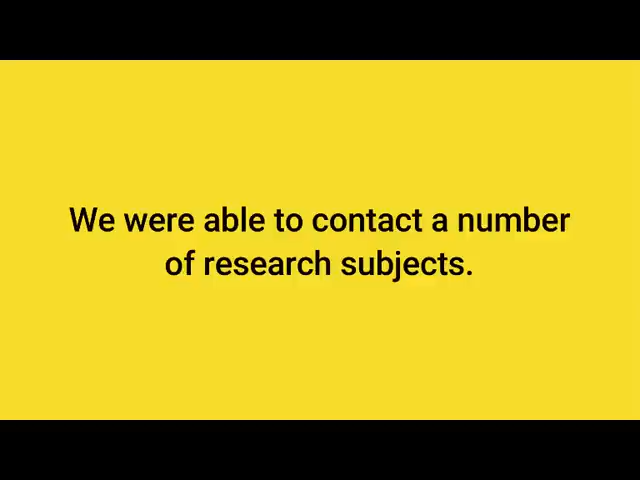 We were able to contact a number
of research subjects.